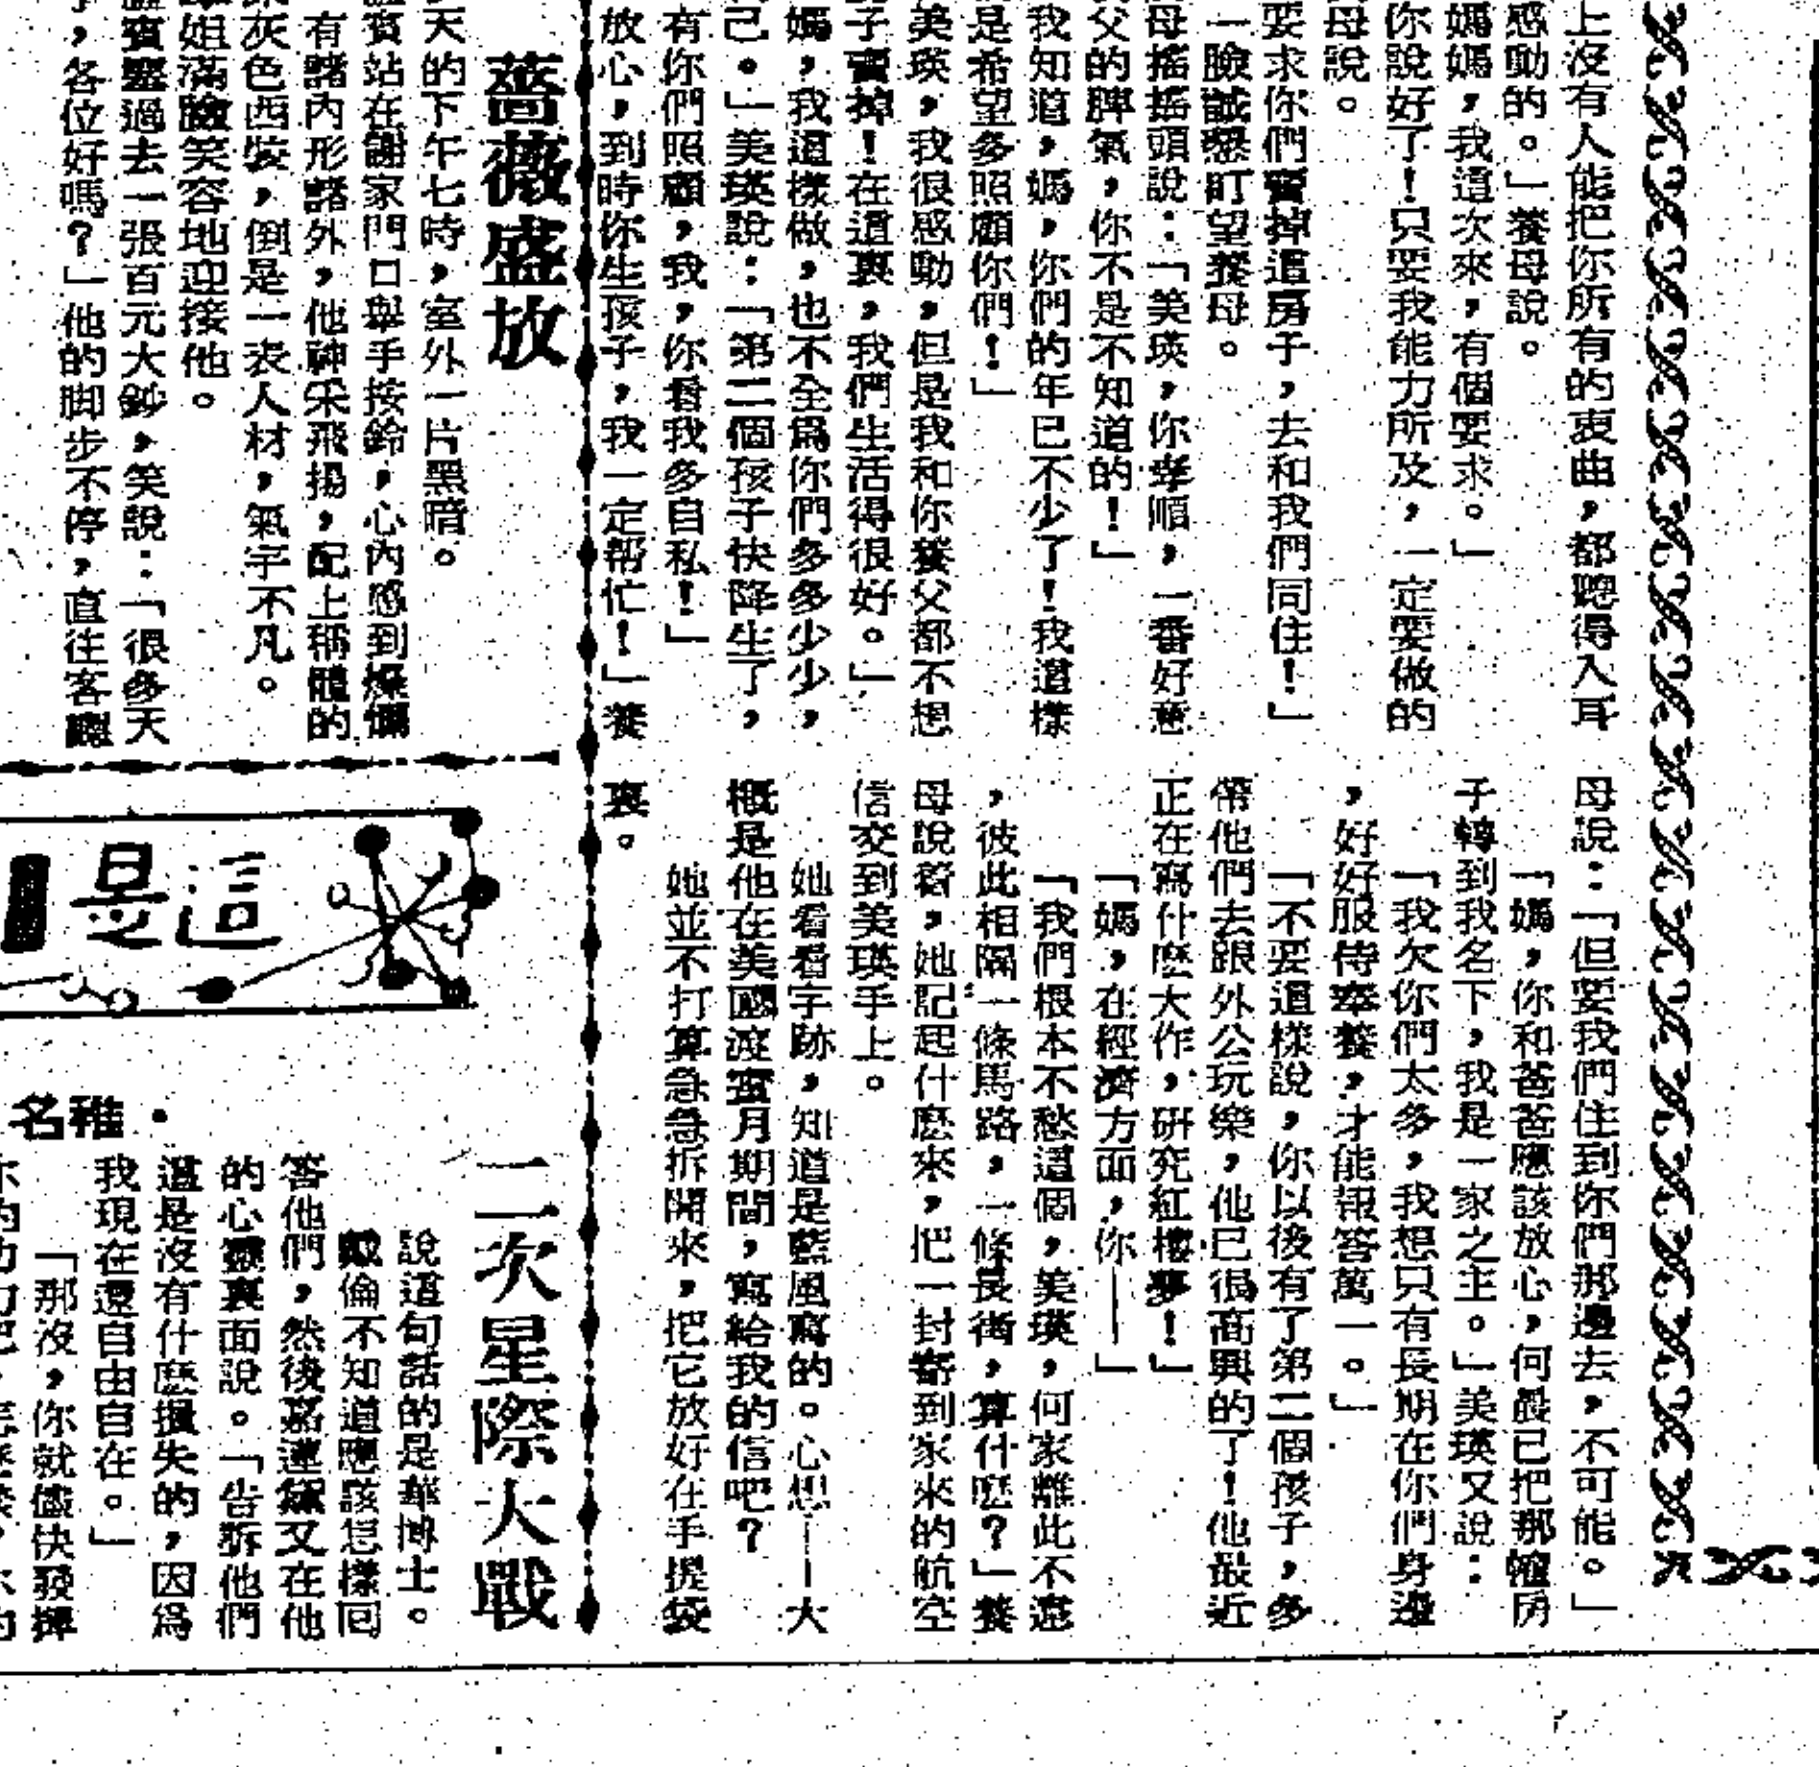 上沒有人能把你所有的衷曲，都聽得入耳
感動的。」養母說。
媽媽，我這次來，有個要求。」
你說好了！只要我能力所及，一定要做的
母說。
要求你們賣掉這房子，去和我們同住！」
一臉誠懇盯望養母。
母搖搖頭說：「美瑛，你孝順，一番好意
父的脾氣，你不是不知道的！」
我知道，媽，你們的年已不少了！我這樣
是希望多照顧你們！」
美瑛，我很感動，但是我和你養父都不想
子賣掉！在這裏，我們生活得很好。」
媽，我這樣做，也不全爲你們多多少少，
己。」美瑛說：「第二個孩子快降生了，
有你們照顧，我，你看我多自私！」
放心，到時你生孩子，我一定帮忙！」養
母說：「但要我們住到你們那邊去，不可能。」
「媽，你和爸爸應該放心，何晨已把那幢房
子轉到我名下，我是一家之主。」美瑛又說：
「我欠你們太多，我想只有長期在你們身邊
，好好服侍奉養，才能報答萬一。」
「不要這樣說，你以後有了第二個孩子，多
帶他們去跟外公玩樂，他已很高興的了！他最近
正在寫什麽大作，研究紅樓夢！」
「媽，在經濟方面，你——」
「我們根本不愁這個，美瑛，何家離此不遠
，彼此相隔一條馬路，一條長街，算什麽？」養
母說着，她記起什麽來，把一封寄到家來的航空
信交到美瑛手上。
她看看字跡，知道是藍風寫的。心想——大
概是他在美國渡蜜月期間，寫給我的信吧？
她並不打算急急拆開來，把它放好在手提袋
裏。
薔薇盛放
天的下午七時，室外一片黑暗。
賓站在謝家門口舉手按鈴，心內感到燦爛
有諸內形諸外，他神采飛揚，配上稱體的
灰色西裝，倒是一表人材，氣宇不凡。
姐滿臉笑容地迎接他。
賓塞過去一張百元大鈔，笑說：「很多天
，各位好嗎？」他的脚步不停，直往客廳
這是
二次星際大戰
·稚名
說這句話的是華博士。
戴倫不知道應該怎樣回
答他們，然後嘉蓮黛又在他
的心靈裏面說。「告訴他們
這是沒有什麽損失的，因爲
我現在還自由自在。」
「那沒，你就儘快發揮